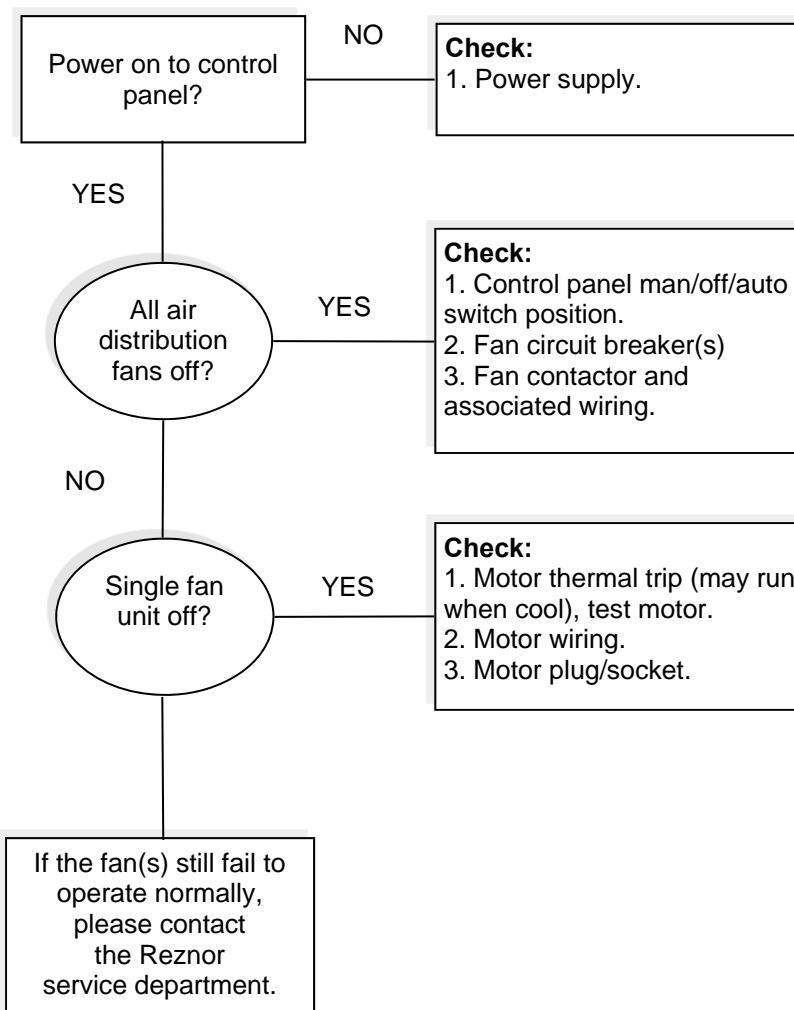 Power on to control
panel?
NO
Check:
1. Power supply.
YES
All air
distribution
fans off?
YES
Check:
1. Control panel man/off/auto
switch position.
2. Fan circuit breaker(s)
3. Fan contactor and
associated wiring.
NO
Single fan
unit off?
YES
Check:
1. Motor thermal trip (may run
when cool), test motor.
2. Motor wiring.
3. Motor plug/socket.
If the fan(s) still fail to
operate normally,
please contact
the Reznor
service department.